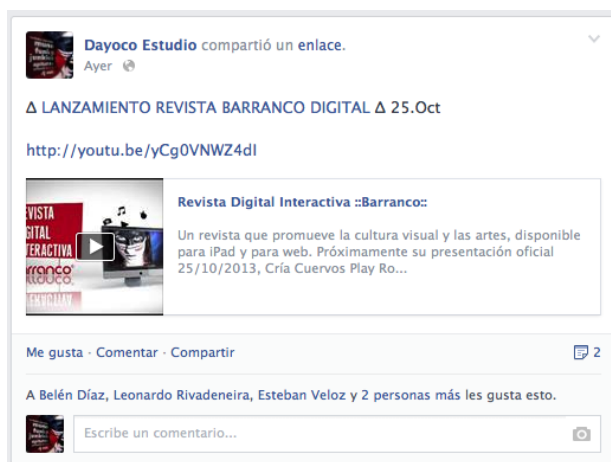 Dayoco Estudio compartió un enlace.
Ayer
Δ LANZAMIENTO REVISTA BARRANCO DIGITAL Δ 25.Oct
http://youtu.be/yCg0VNWZ4dI
Revista Digital Interactiva ::Barranco::
Un revista que promueve la cultura visual y las artes, disponible
para iPad y para web. Próximamente su presentación oficial
25/10/2013, Cría Cuervos Play Ro...
Me gusta · Comentar · Compartir
2
A Belén Díaz, Leonardo Rivadeneira, Esteban Veloz y 2 personas más les gusta esto.
Escribe un comentario...